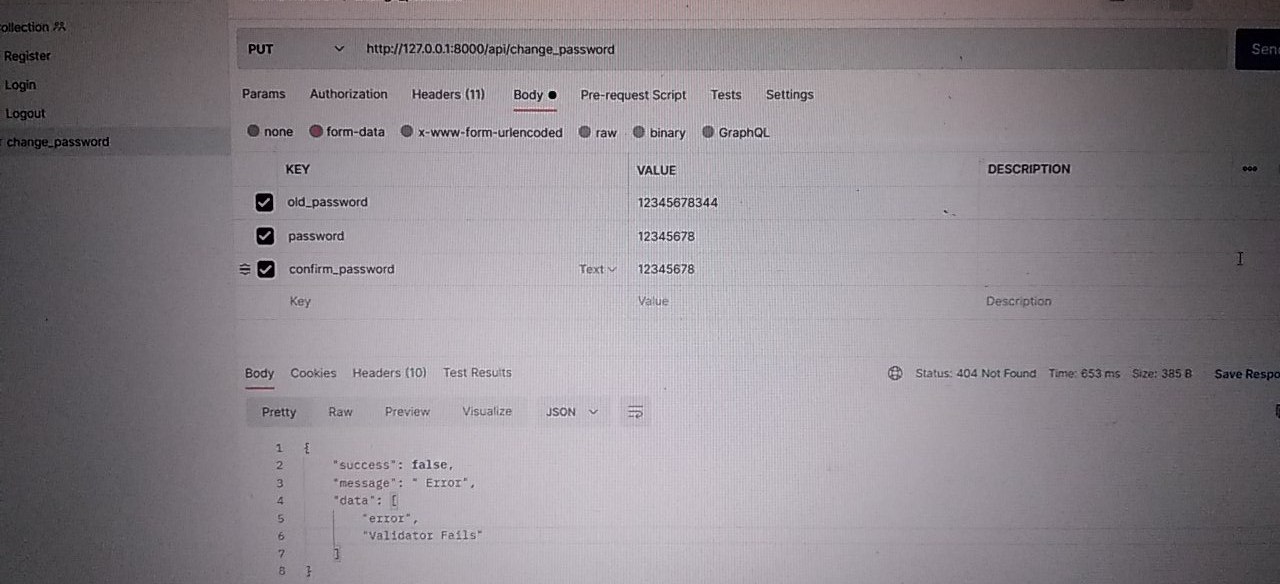 ollection
Register
Login
Logout
change_password
PUT
http://127.0.0.1:8000/api/change_password
Params Authorization Headers (11) Body Pre-request Script Tests Settings
none form-data x-www-form-urlencoded raw binary GraphQL
KEY VALUE DESCRIPTION
old_password 12345678344
password 12345678
confirm_password Text 12345678
Key Value Description
Body Cookies Headers (10) Test Results Status: 404 Not Found Time: 653 ms Size: 385 B Save Respo
Pretty Raw Preview Visualize JSON
1 {
2 "success": false,
3 "message": " Error",
4 "data": [
5 "error",
6 "Validator Fails"
7 ]
8 }